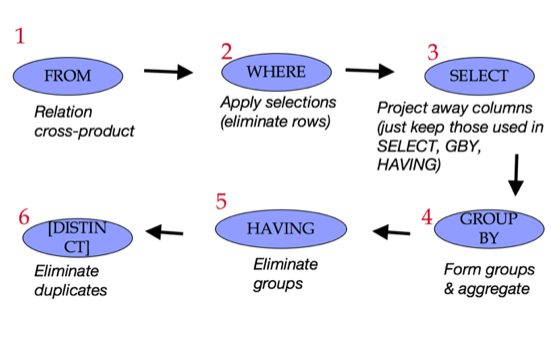 1
FROM
Relation
cross-product
2
WHERE
Apply selections
(eliminate rows)
3
SELECT
Project away columns
(just keep those used in
SELECT, GBY,
HAVING)
4
GROUP
BY
Form groups
& aggregate
5
HAVING
Eliminate
groups
6
[DISTIN
CT]
Eliminate
duplicates